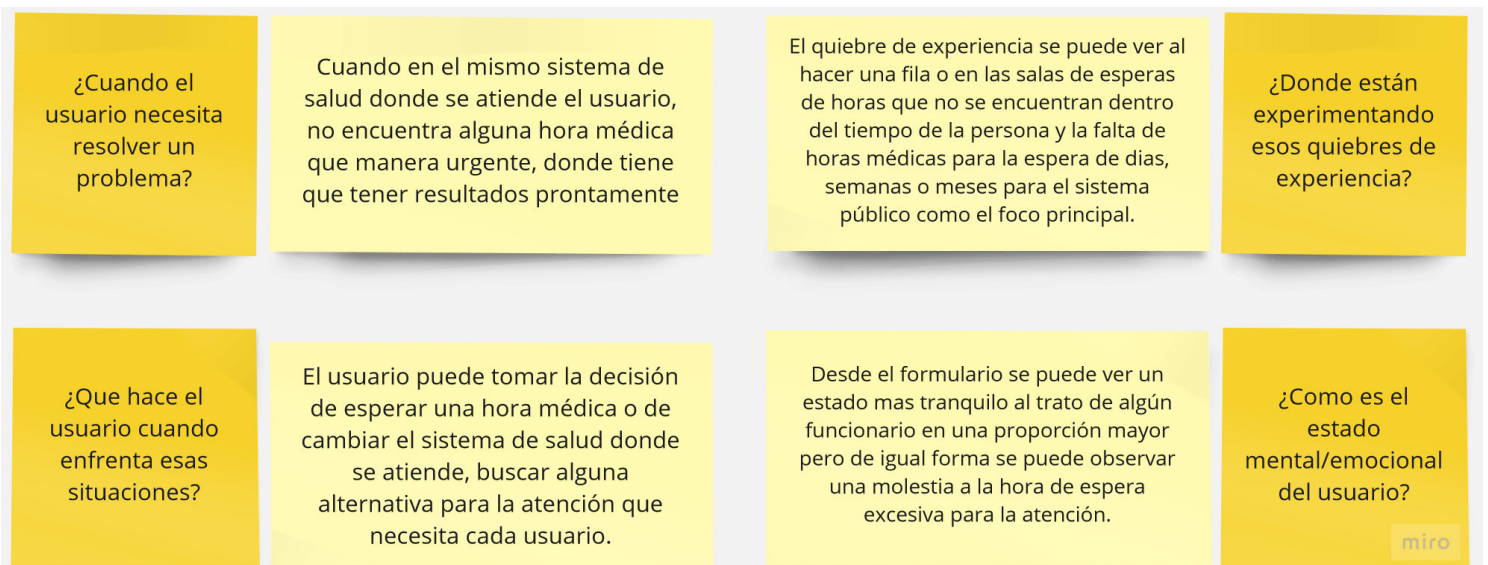 ¿Cuando el
usuario necesita
resolver un
problema?
Cuando en el mismo sistema de
salud donde se atiende el usuario,
no encuentra alguna hora médica
que manera urgente, donde tiene
que tener resultados prontamente
El quiebre de experiencia se puede ver al
hacer una fila o en las salas de esperas
de horas que no se encuentran dentro
del tiempo de la persona y la falta de
horas médicas para la espera de dias,
semanas o meses para el sistema
público como el foco principal.
¿Donde están
experimentando
esos quiebres de
experiencia?
¿Que hace el
usuario cuando
enfrenta esas
situaciones?
El usuario puede tomar la decisión
de esperar una hora médica o de
cambiar el sistema de salud donde
se atiende, buscar alguna
alternativa para la atención que
necesita cada usuario.
Desde el formulario se puede ver un
estado mas tranquilo al trato de algún
funcionario en una proporción mayor
pero de igual forma se puede observar
una molestia a la hora de espera
excesiva para la atención.
¿Como es el
estado
mental/emocional
del usuario?
miro